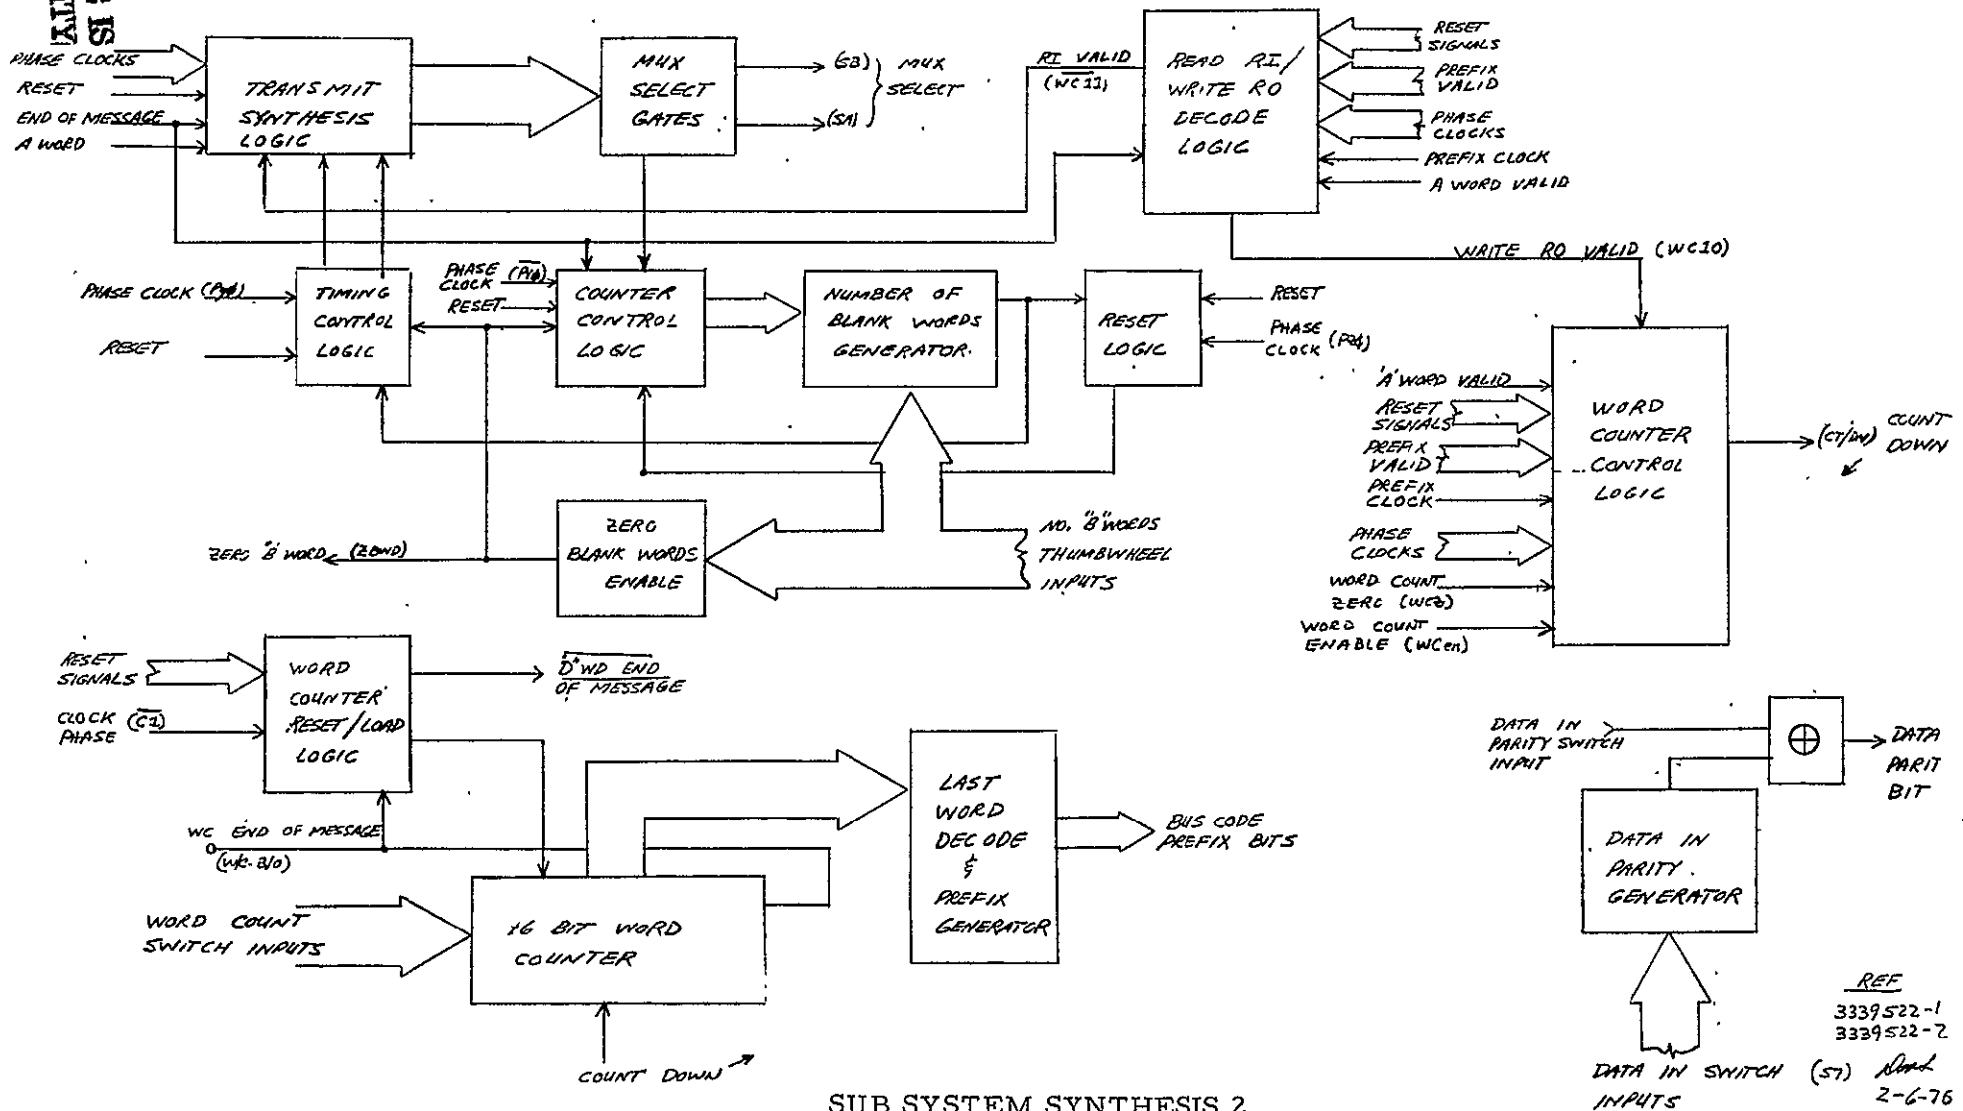 IS
PHASE CLOCKS
RESET
END OF MESSAGE
A WORD
TRANSMIT
SYNTHESIS
LOGIC
MUX
SELECT
GATES
(SB)
(SA)
MUX
SELECT
RI VALID
(WC11)
READ RI/
WRITE RO
DECODE
LOGIC
RESET
SIGNALS
PREFIX
VALID
PHASE
CLOCKS
PREFIX CLOCK
A WORD VALID
WRITE RO VALID (WC10)
PHASE CLOCK
RESET
TIMING
CONTROL
LOGIC
PHASE
CLOCK
RESET
COUNTER
CONTROL
LOGIC
NUMBER OF
BLANK WORDS
GENERATOR.
RESET
LOGIC
RESET
PHASE
CLOCK
'A' WORD VALID
RESET
SIGNALS
PREFIX
VALID
PREFIX
CLOCK
PHASE
CLOCKS
WORD COUNT
ZERO (WCZ)
WORD COUNT
ENABLE (WCen)
WORD
COUNTER
CONTROL
LOGIC
(CT/DN) COUNT
DOWN
ZERO "B" WORD (ZBWD)
ZERO
BLANK WORDS
ENABLE
NO. "B" WORDS
THUMBWHEEL
INPUTS
RESET
SIGNALS
CLOCK (C1)
PHASE
WORD
COUNTER
RESET/LOAD
LOGIC
"D" WD END
OF MESSAGE
WC END OF MESSAGE
WORD COUNT
SWITCH INPUTS
16 BIT WORD
COUNTER
COUNT DOWN
LAST
WORD
DECODE
&
PREFIX
GENERATOR
BUS CODE
PREFIX BITS
DATA IN
PARITY SWITCH
INPUT
⊕
DATA
PARIT
BIT
DATA IN
PARITY
GENERATOR
DATA IN SWITCH (S7)
INPUTS
REF
3339522-1
3339522-2
2-6-76
SUB SYSTEM SYNTHESIS 2